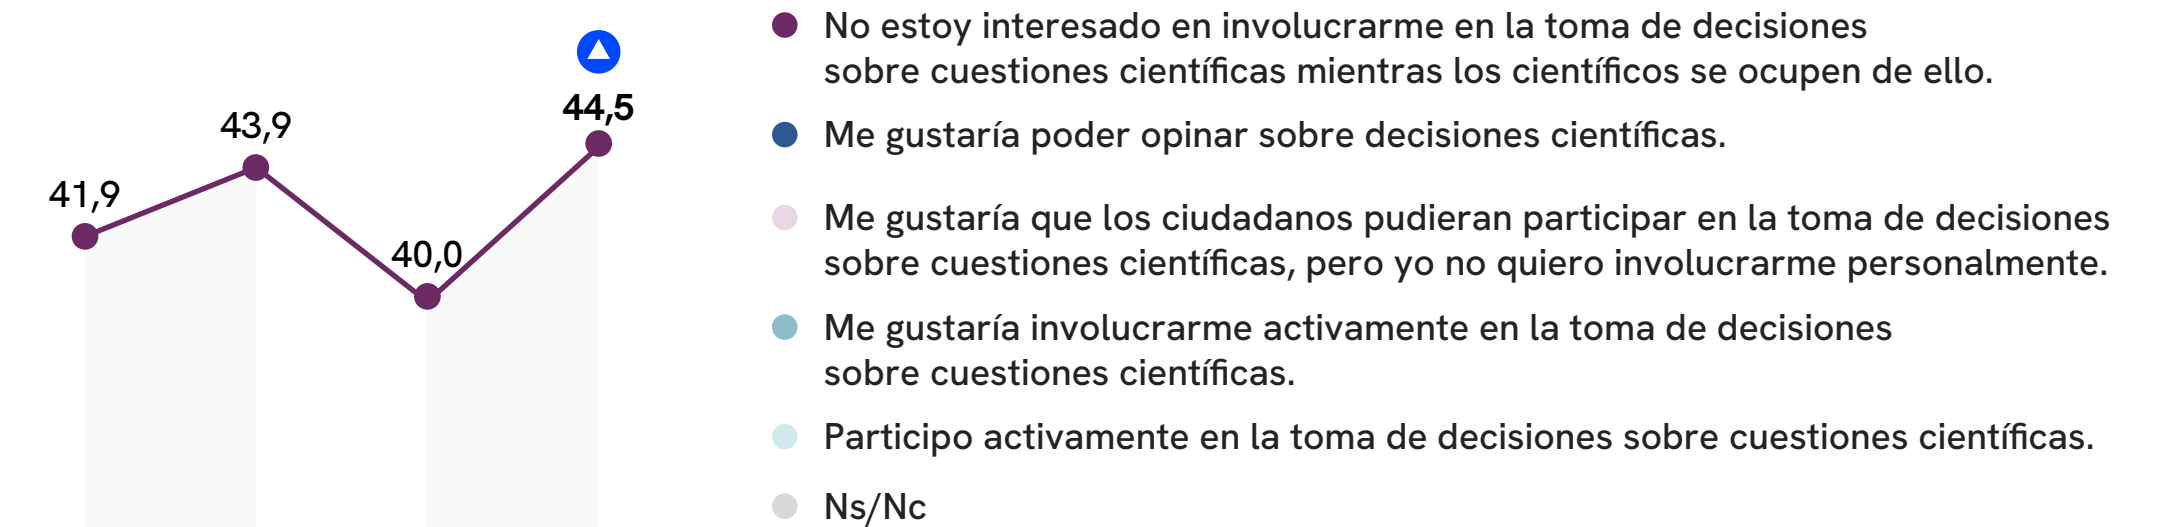 41,9
43,9
40,0
44,5
No estoy interesado en involucrarme en la toma de decisiones
sobre cuestiones científicas mientras los científicos se ocupen de ello.
Me gustaría poder opinar sobre decisiones científicas.
Me gustaría que los ciudadanos pudieran participar en la toma de decisiones
sobre cuestiones científicas, pero yo no quiero involucrarme personalmente.
Me gustaría involucrarme activamente en la toma de decisiones
sobre cuestiones científicas.
Participo activamente en la toma de decisiones sobre cuestiones científicas.
Ns/Nc